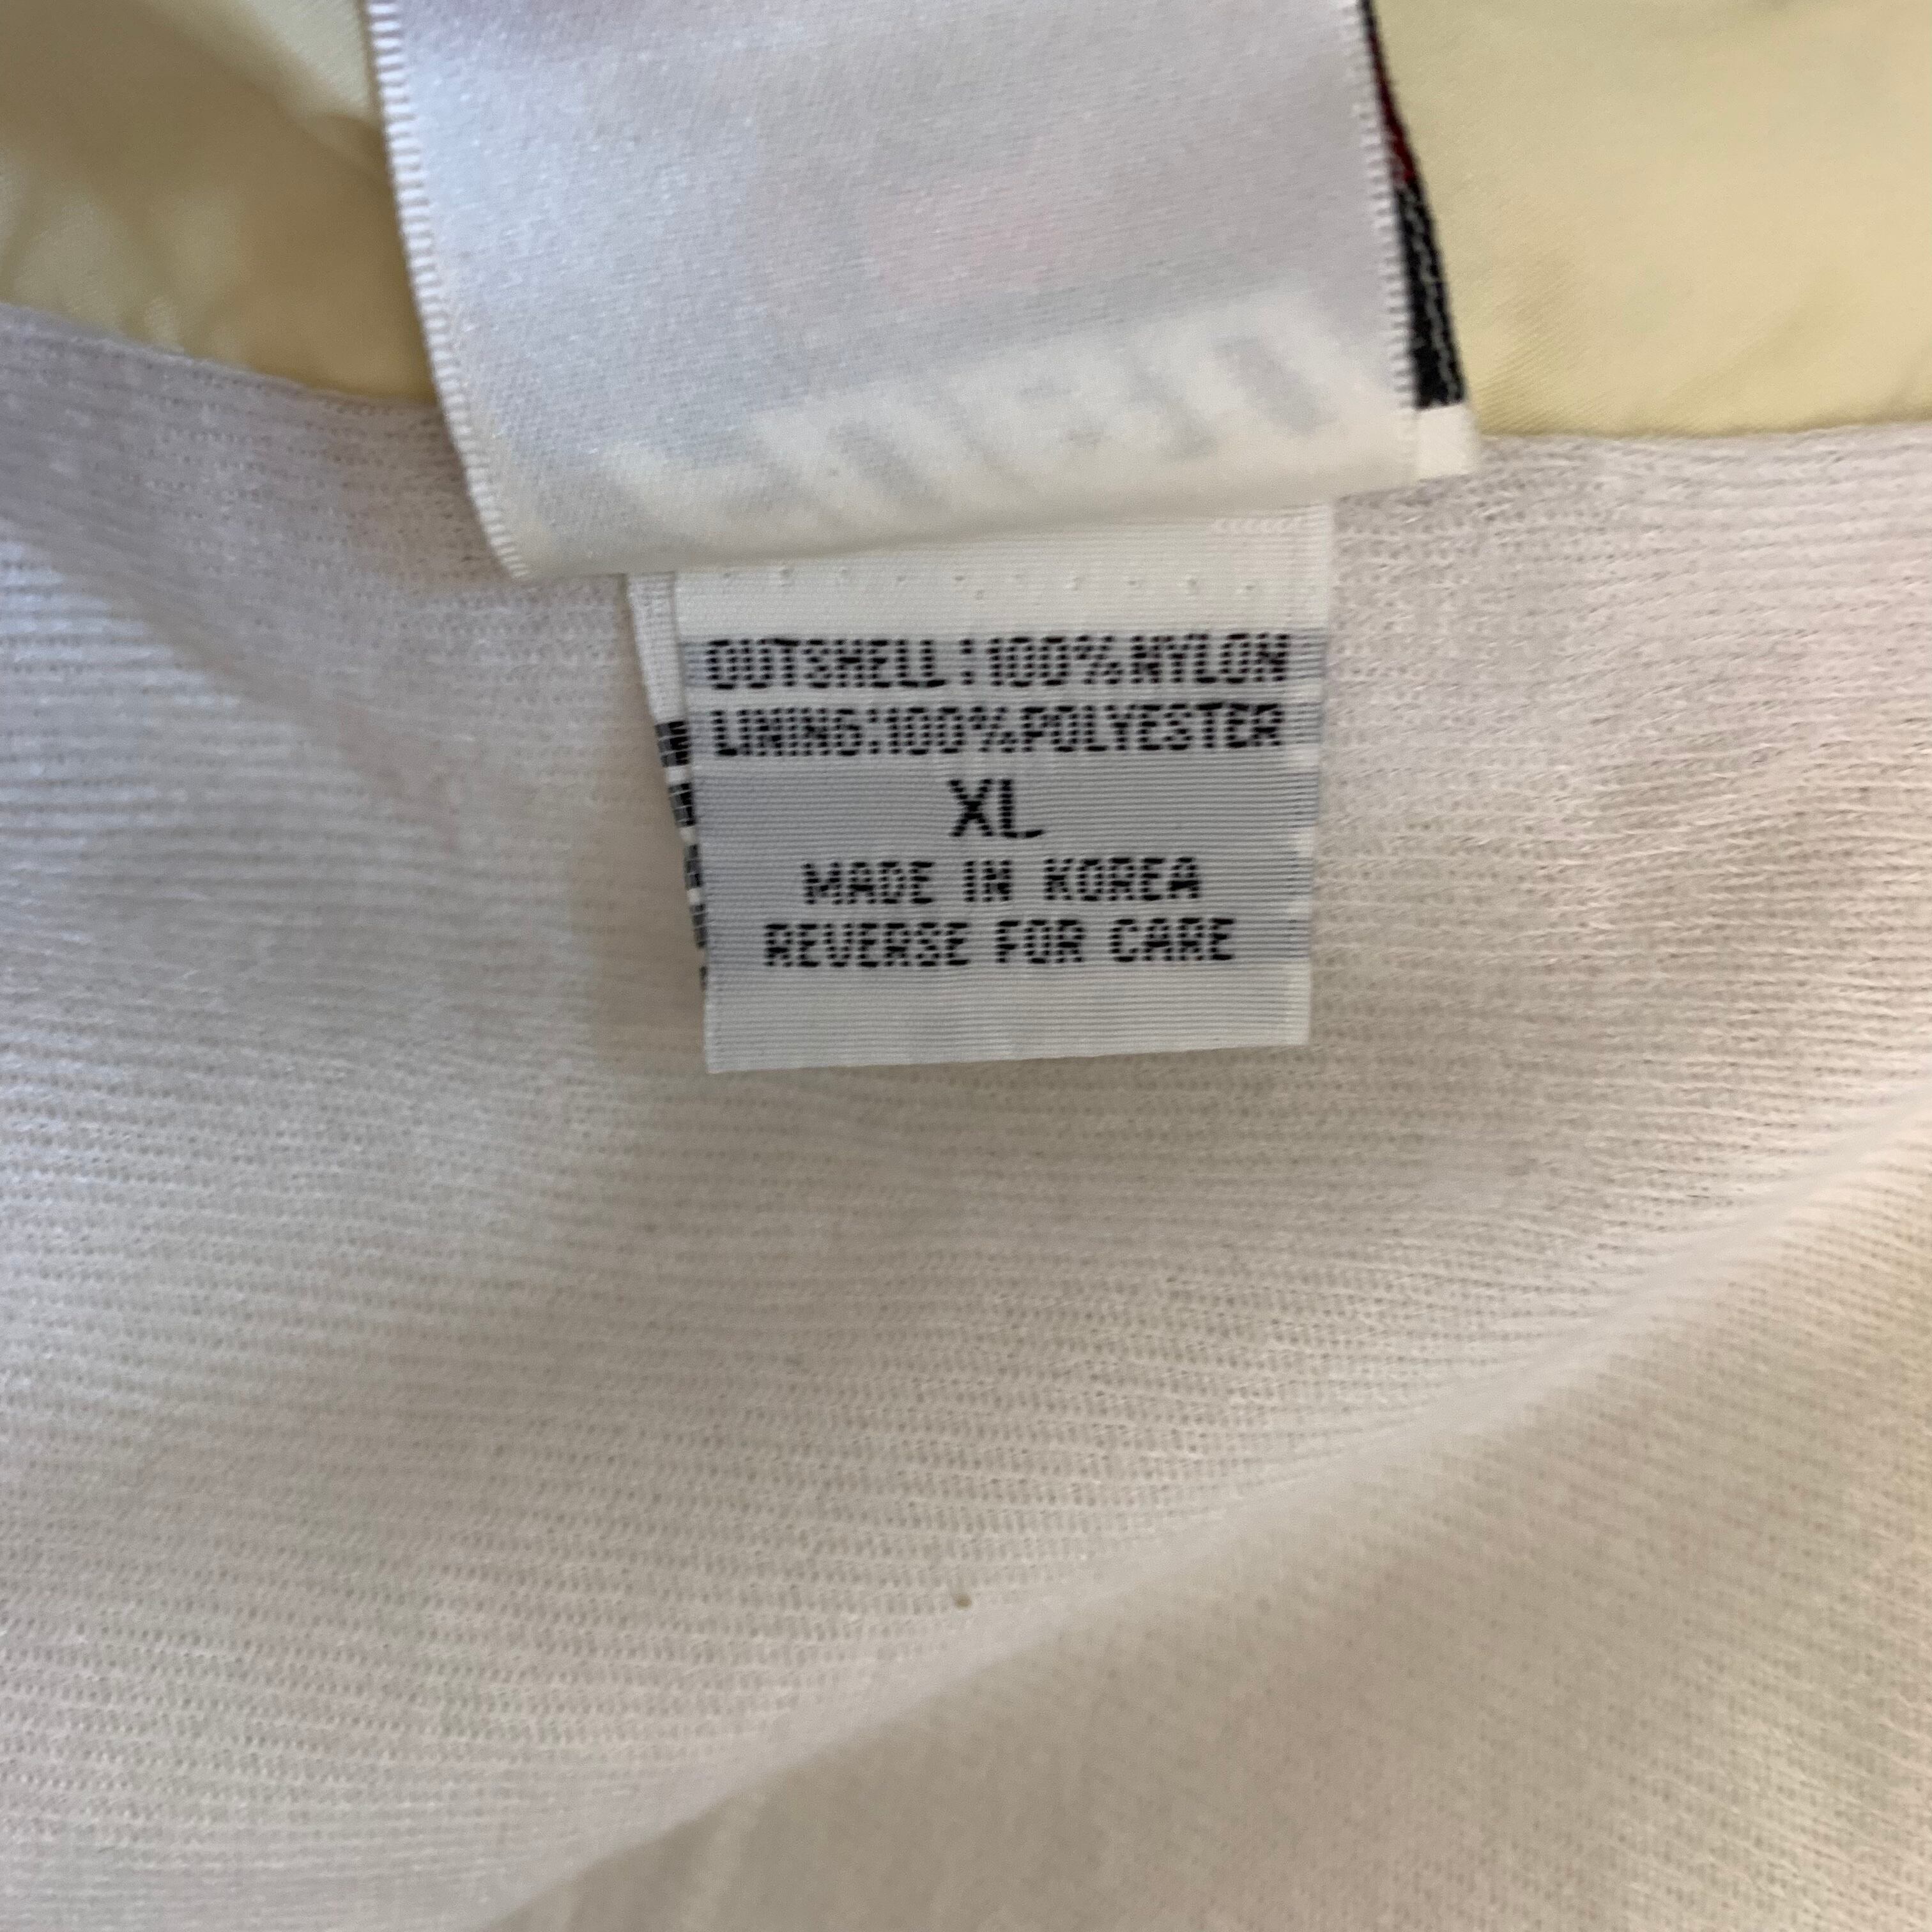 OUTSHELL:100%NYLON
LINING:100%POLYESTER
XL
MADE IN KOREA
REVERSE FOR CARE